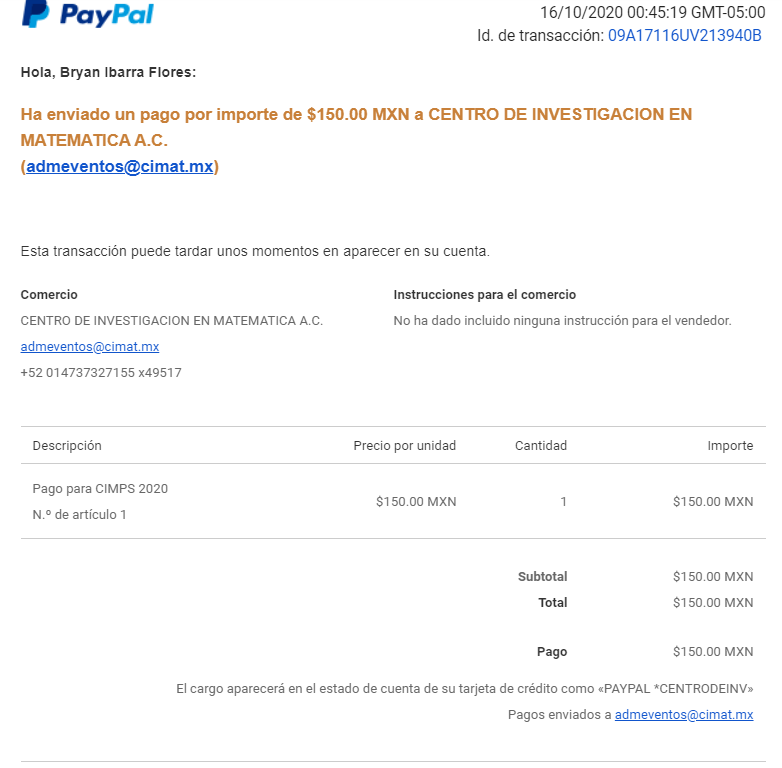 PayPal
16/10/2020 00:45:19 GMT-05:00
Id. de transacción: 09A17116UV213940B
Hola, Bryan Ibarra Flores:
Ha enviado un pago por importe de $150.00 MXN a CENTRO DE INVESTIGACION EN
MATEMATICA A.C.
(admeventos@cimat.mx)
Esta transacción puede tardar unos momentos en aparecer en su cuenta.
Comercio
CENTRO DE INVESTIGACION EN MATEMATICA A.C.
admeventos@cimat.mx
+52 014737327155 x49517
Instrucciones para el comercio
No ha dado incluido ninguna instrucción para el vendedor.
Descripción Precio por unidad Cantidad Importe
Pago para CIMPS 2020
N.º de artículo 1
$150.00 MXN 1 $150.00 MXN
Subtotal $150.00 MXN
Total $150.00 MXN
Pago $150.00 MXN
El cargo aparecerá en el estado de cuenta de su tarjeta de crédito como «PAYPAL *CENTRODEINV»
Pagos enviados a admeventos@cimat.mx